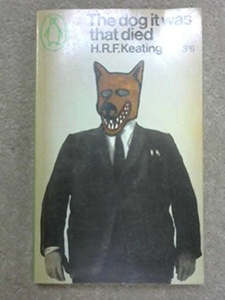 The dog it was
that died
H.R.F. Keating 3'6